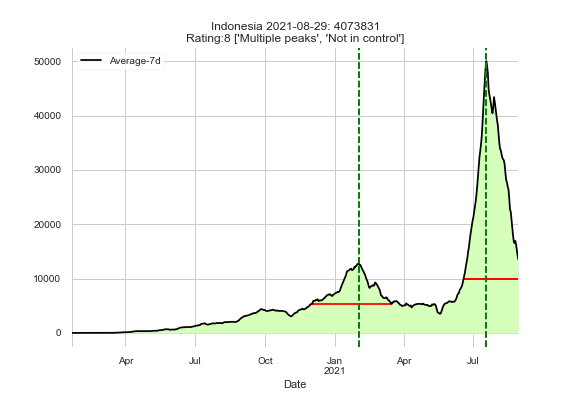 Indonesia 2021-08-29: 4073831
Rating:8 ['Multiple peaks', 'Not in control']
Average-7d
50000
40000
30000
20000
10000
0
Apr Jul Oct Jan Apr Jul
2021
Date